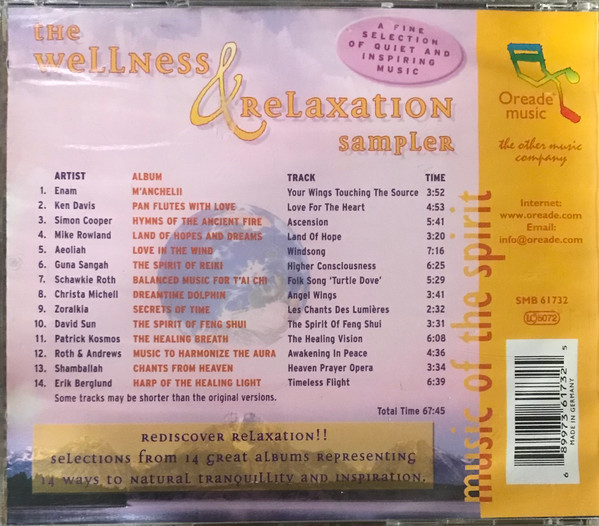 the
wellness
& relaxation
sampler
A FINE
SELECTION
OF QUIET AND
INSPIRING
MUSIC
ARTIST ALBUM TRACK TIME
1. Enam M'ANCHELII Your Wings Touching The Source 3:52
2. Ken Davis PAN FLUTES WITH LOVE Love For The Heart 4:53
3. Simon Cooper HYMNS OF THE ANCIENT FIRE Ascension 5:41
4. Mike Rowland LAND OF HOPES AND DREAMS Land Of Hope 3:20
5. Aeoliah LOVE IN THE WIND Windsong 7:16
6. Guna Sangah THE SPIRIT OF REIKI Higher Consciousness 6:25
7. Schawkie Roth BALANCED MUSIC FOR T'AI CHI Folk Song 'Turtle Dove' 5:29
8. Christa Michell DREAMTIME DOLPHIN Angel Wings 3:41
9. Zoraikia SECRETS OF TIME Les Chants Des Lumières 2:32
10. David Sun THE SPIRIT OF FENG SHUI The Spirit Of Feng Shui 3:31
11. Patrick Kosmos THE HEALING BREATH The Healing Vision 6:08
12. Roth & Andrews MUSIC TO HARMONIZE THE AURA Awakening In Peace 4:36
13. Shamballah CHANTS FROM HEAVEN Heaven Prayer Opera 3:34
14. Erik Berglund HARP OF THE HEALING LIGHT Timeless Flight 6:39
Some tracks may be shorter than the original versions.
Total Time 67:45
rediscover relaxation!!
selections from 14 great albums representing
14 ways to natural tranquillity and inspiration.
music of the spirit
Oreade
music
the other music
company
Internet:
www.oreade.com
Email:
info@oreade.com
SMB 61732
LC 8072
6 89973 61732 5
MADE IN GERMANY